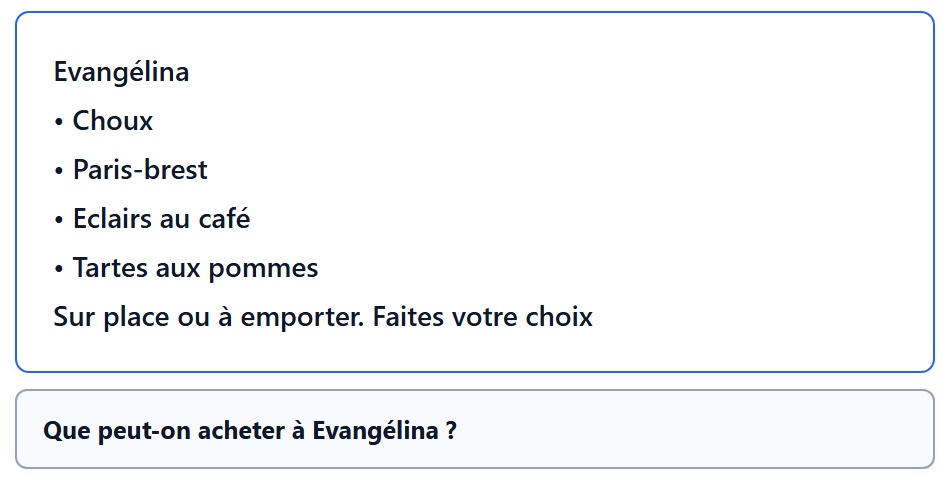 Evangélina
• Choux
• Paris-brest
• Eclairs au café
• Tartes aux pommes
Sur place ou à emporter. Faites votre choix
Que peut-on acheter à Evangélina ?